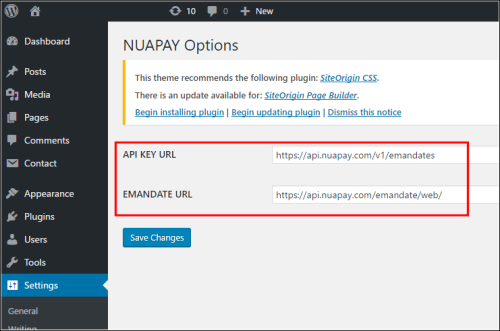 10 0 New
Dashboard
Posts
Media
Pages
Comments
Contact
Appearance
Plugins
Users
Tools
Settings
General
Writing
NUAPAY Options
This theme recommends the following plugin: SiteOrigin CSS.
There is an update available for: SiteOrigin Page Builder.
Begin installing plugin | Begin updating plugin | Dismiss this notice
API KEY URL https://api.nuapay.com/v1/emandates
EMANDATE URL https://api.nuapay.com/emandate/web/
Save Changes